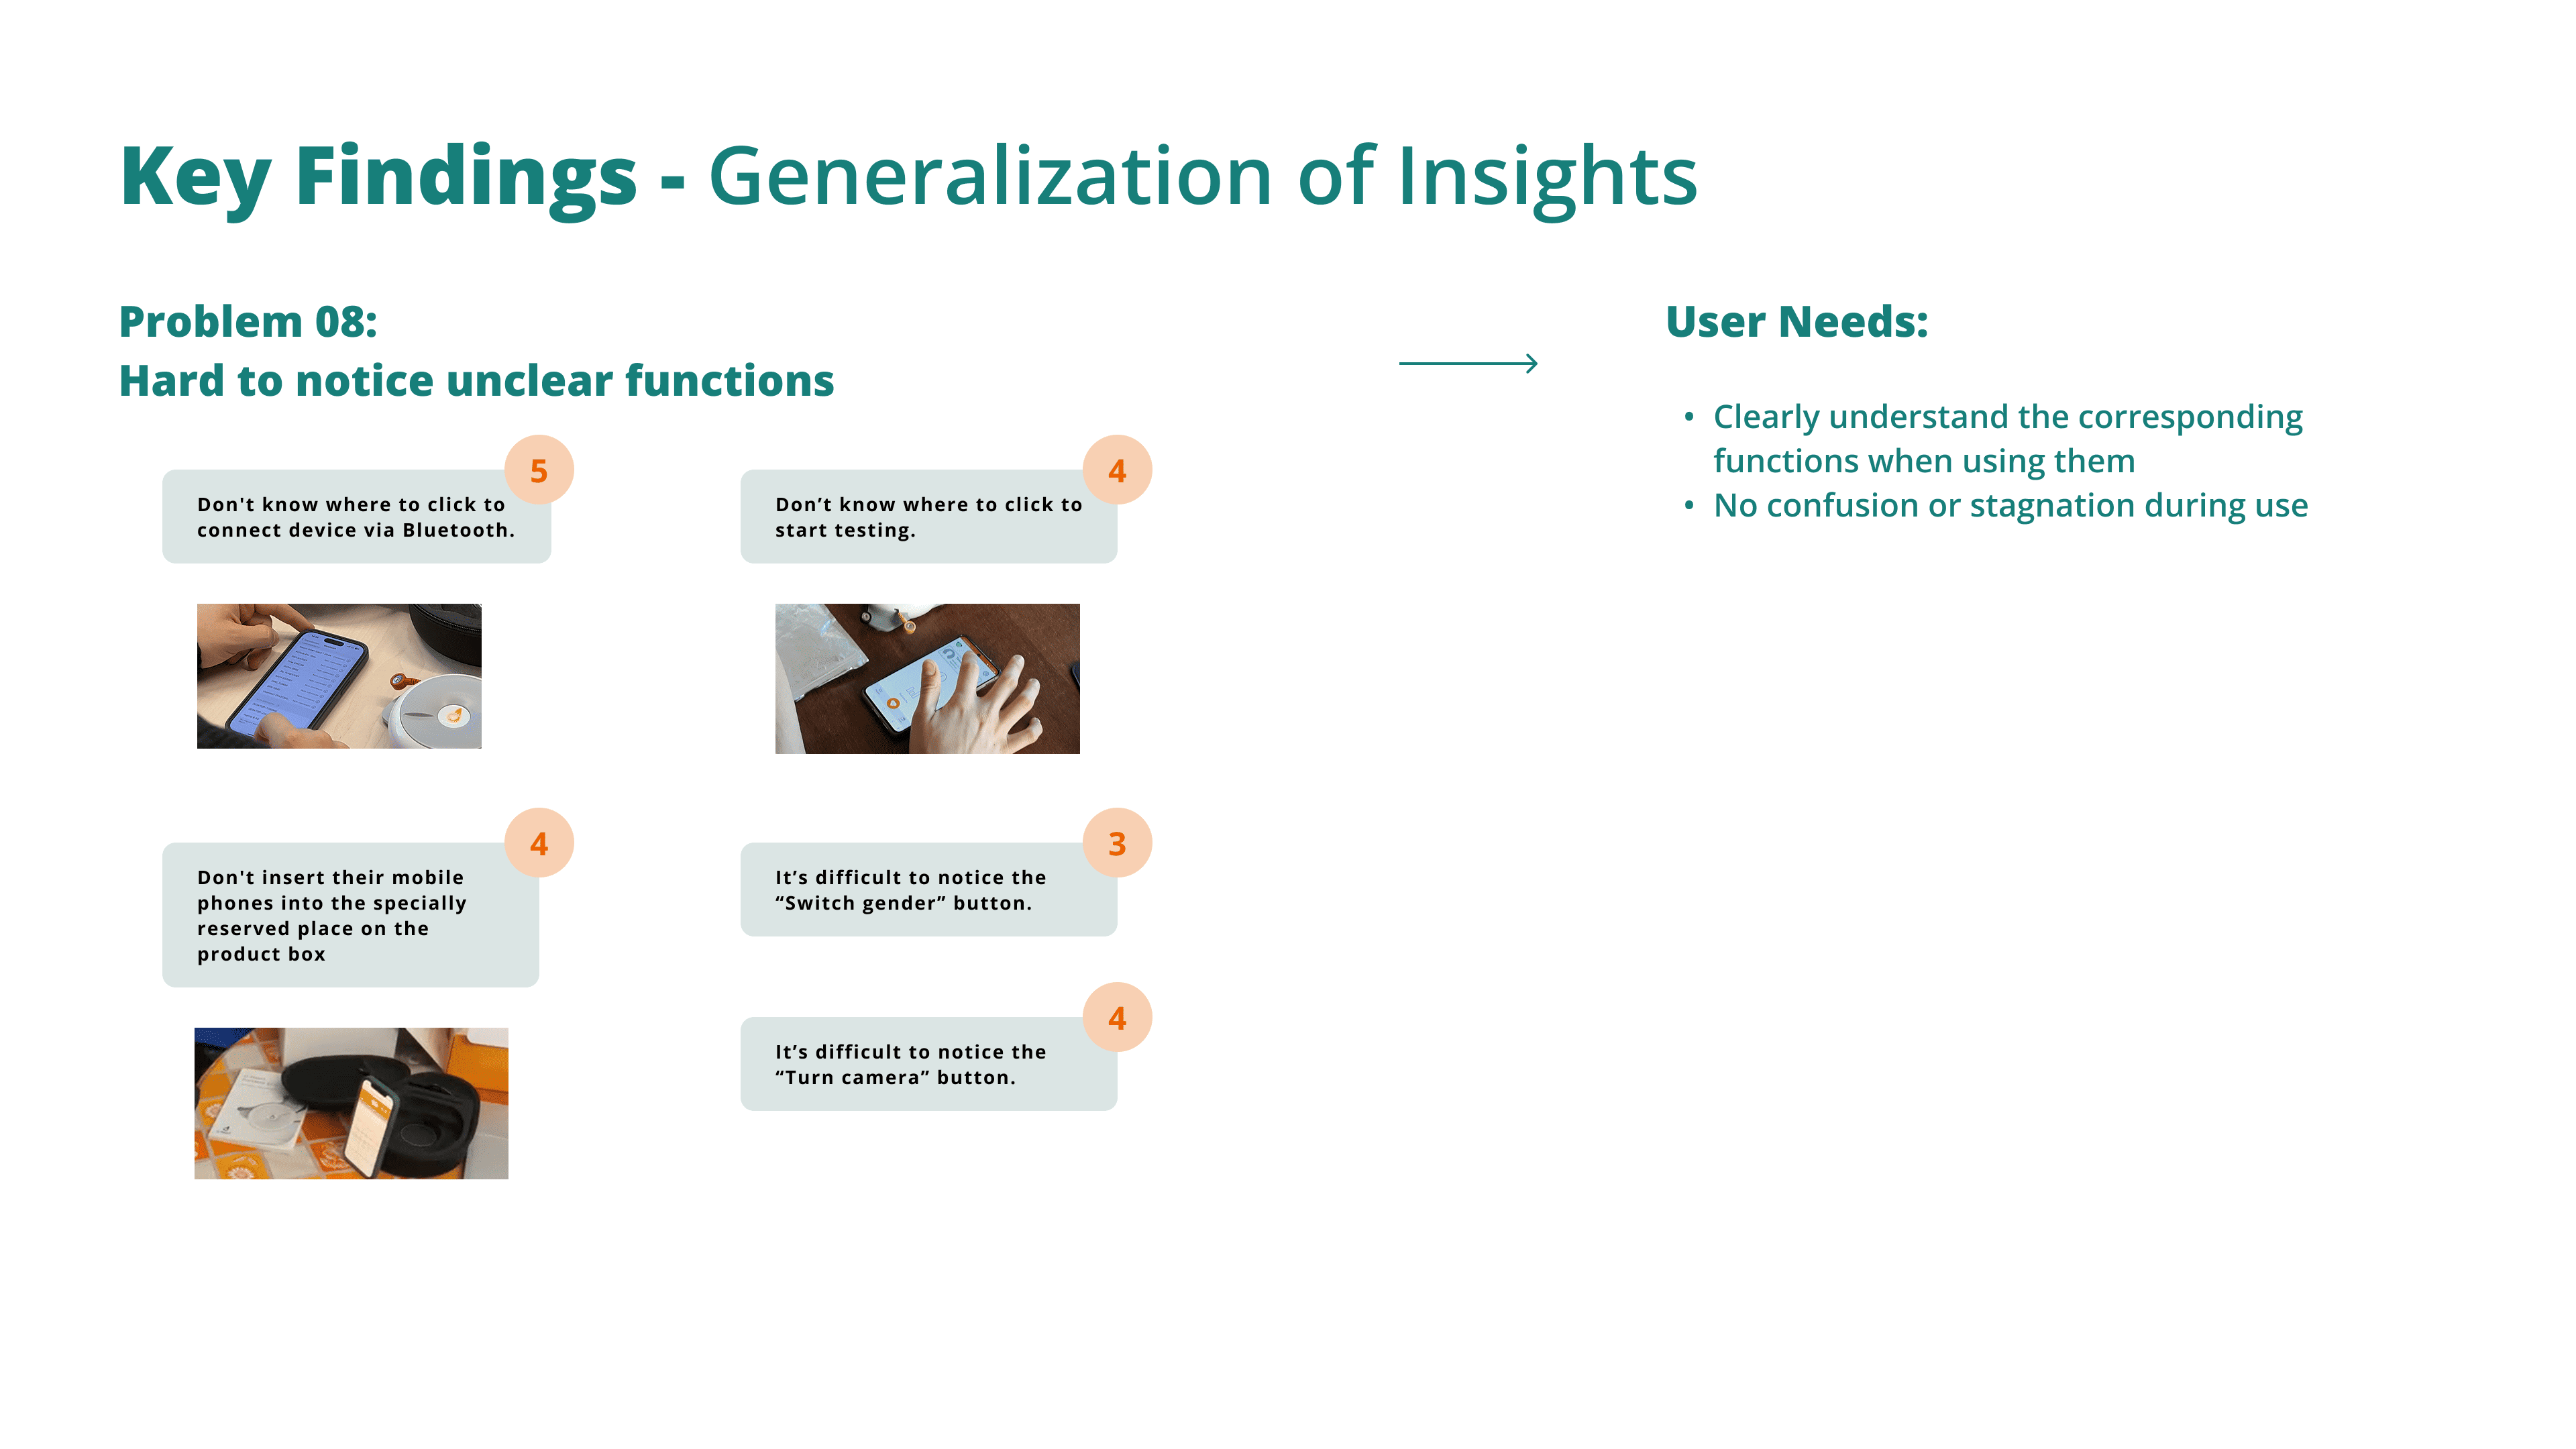 Key Findings - Generalization of Insights
Problem 08:
Hard to notice unclear functions
User Needs:
• Clearly understand the corresponding
functions when using them
• No confusion or stagnation during use
5
Don't know where to click to
connect device via Bluetooth.
4
Don’t know where to click to
start testing.
4
Don't insert their mobile
phones into the specially
reserved place on the
product box
3
It’s difficult to notice the
“Switch gender” button.
4
It’s difficult to notice the
“Turn camera” button.